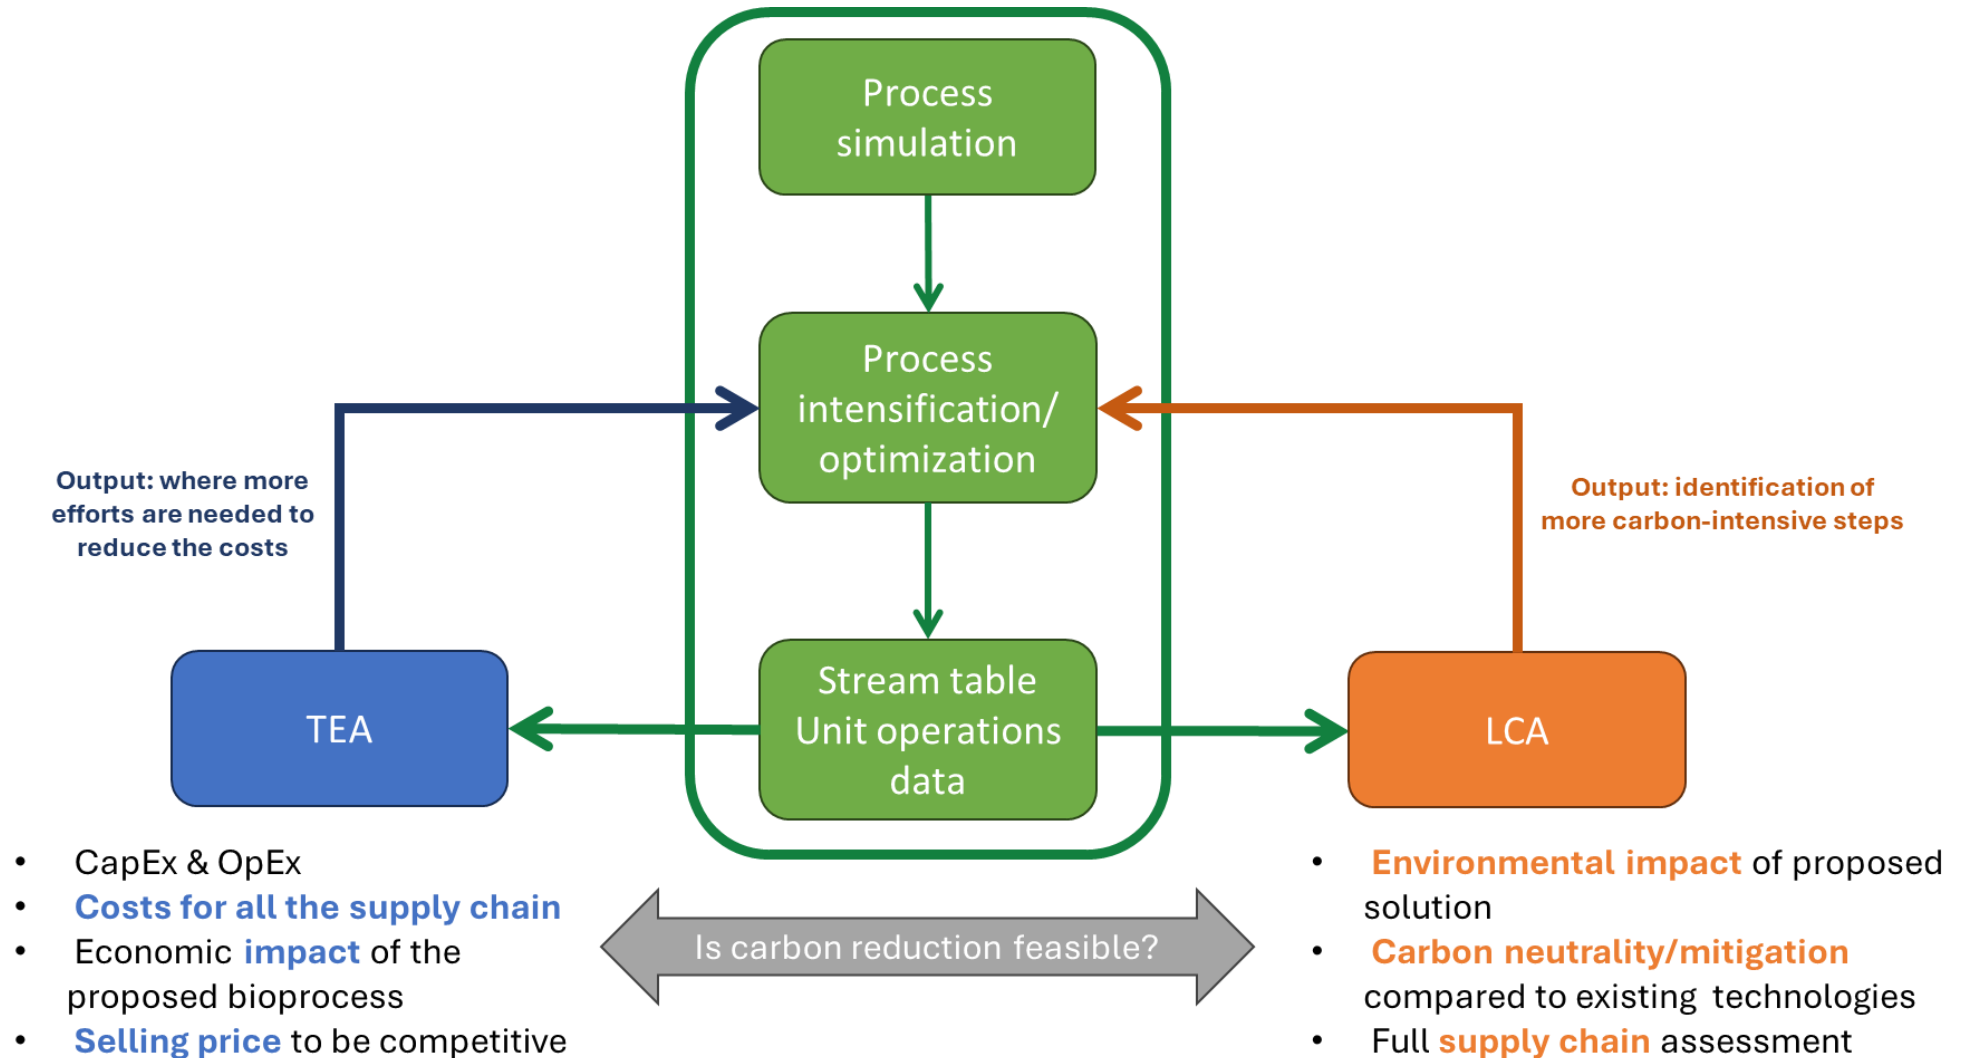 Process
simulation
Process
intensification/
optimization
Output: where more
efforts are needed to
reduce the costs
Output: identification of
more carbon-intensive steps
TEA
Stream table
Unit operations
data
LCA
• CapEx & OpEx
• Costs for all the supply chain
• Economic impact of the
proposed bioprocess
• Selling price to be competitive
Is carbon reduction feasible?
• Environmental impact of proposed
solution
• Carbon neutrality/mitigation
compared to existing technologies
• Full supply chain assessment